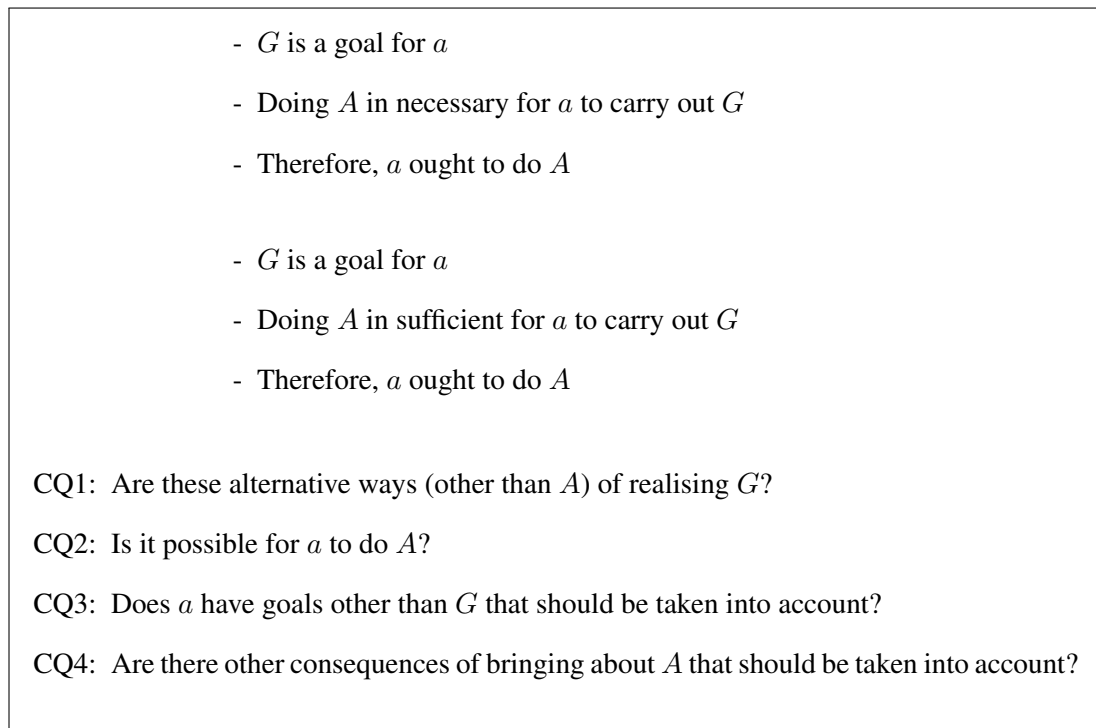 - G is a goal for a
- Doing A in necessary for a to carry out G
- Therefore, a ought to do A
- G is a goal for a
- Doing A in sufficient for a to carry out G
- Therefore, a ought to do A
CQ1: Are these alternative ways (other than A) of realising G?
CQ2: Is it possible for a to do A?
CQ3: Does a have goals other than G that should be taken into account?
CQ4: Are there other consequences of bringing about A that should be taken into account?